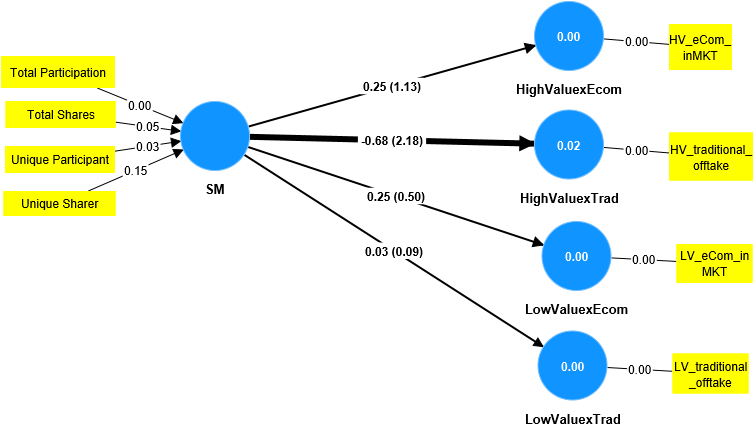 Total Participation
Total Shares
Unique Participant
Unique Sharer
0.00
0.05
0.03
0.15
SM
0.25 (1.13)
-0.68 (2.18)
0.25 (0.50)
0.03 (0.09)
0.00
HighValuexEcom
0.02
HighValuexTrad
0.00
LowValuexEcom
0.00
LowValuexTrad
0.00
HV_eCom_
inMKT
0.00
HV_traditional_
offtake
0.00
LV_eCom_in
MKT
0.00
LV_traditional
_offtake